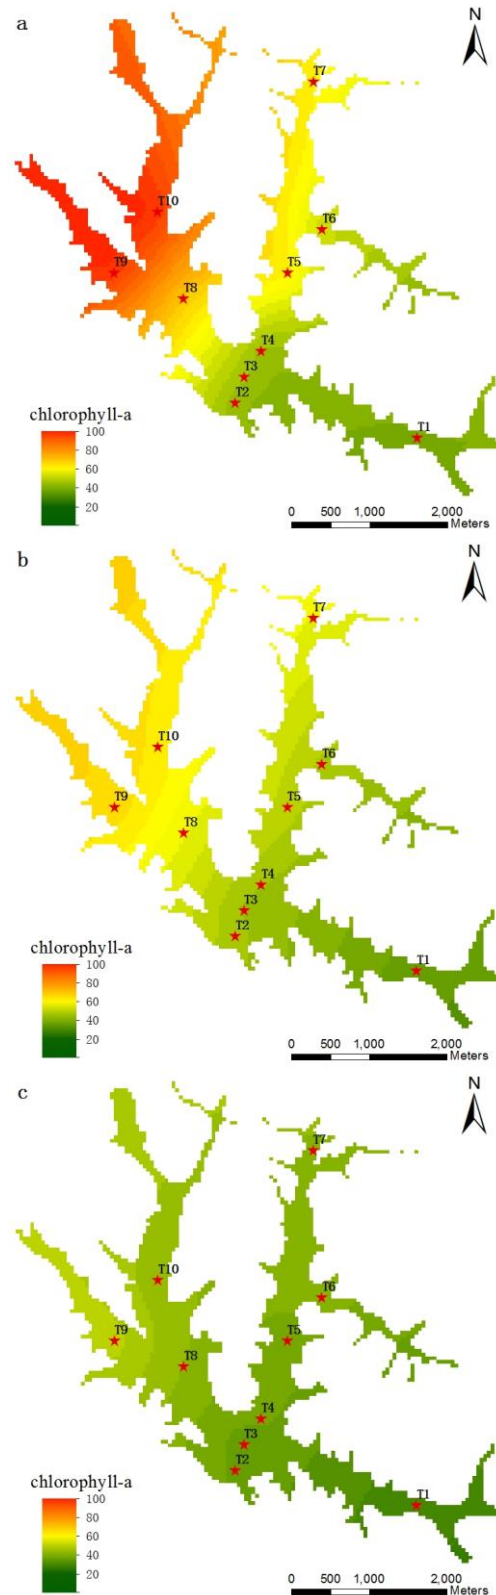 a
N
T7
T10
T6
T9
T5
T8
T4
T3
T2
chlorophyll-a
100
80
60
40
20
T1
0 500 1,000 2,000
Meters
b
N
T7
T10
T6
T9
T5
T8
T4
T3
T2
chlorophyll-a
100
80
60
40
20
T1
0 500 1,000 2,000
Meters
c
N
T7
T10
T6
T9
T5
T8
T4
T3
T2
chlorophyll-a
100
80
60
40
20
T1
0 500 1,000 2,000
Meters